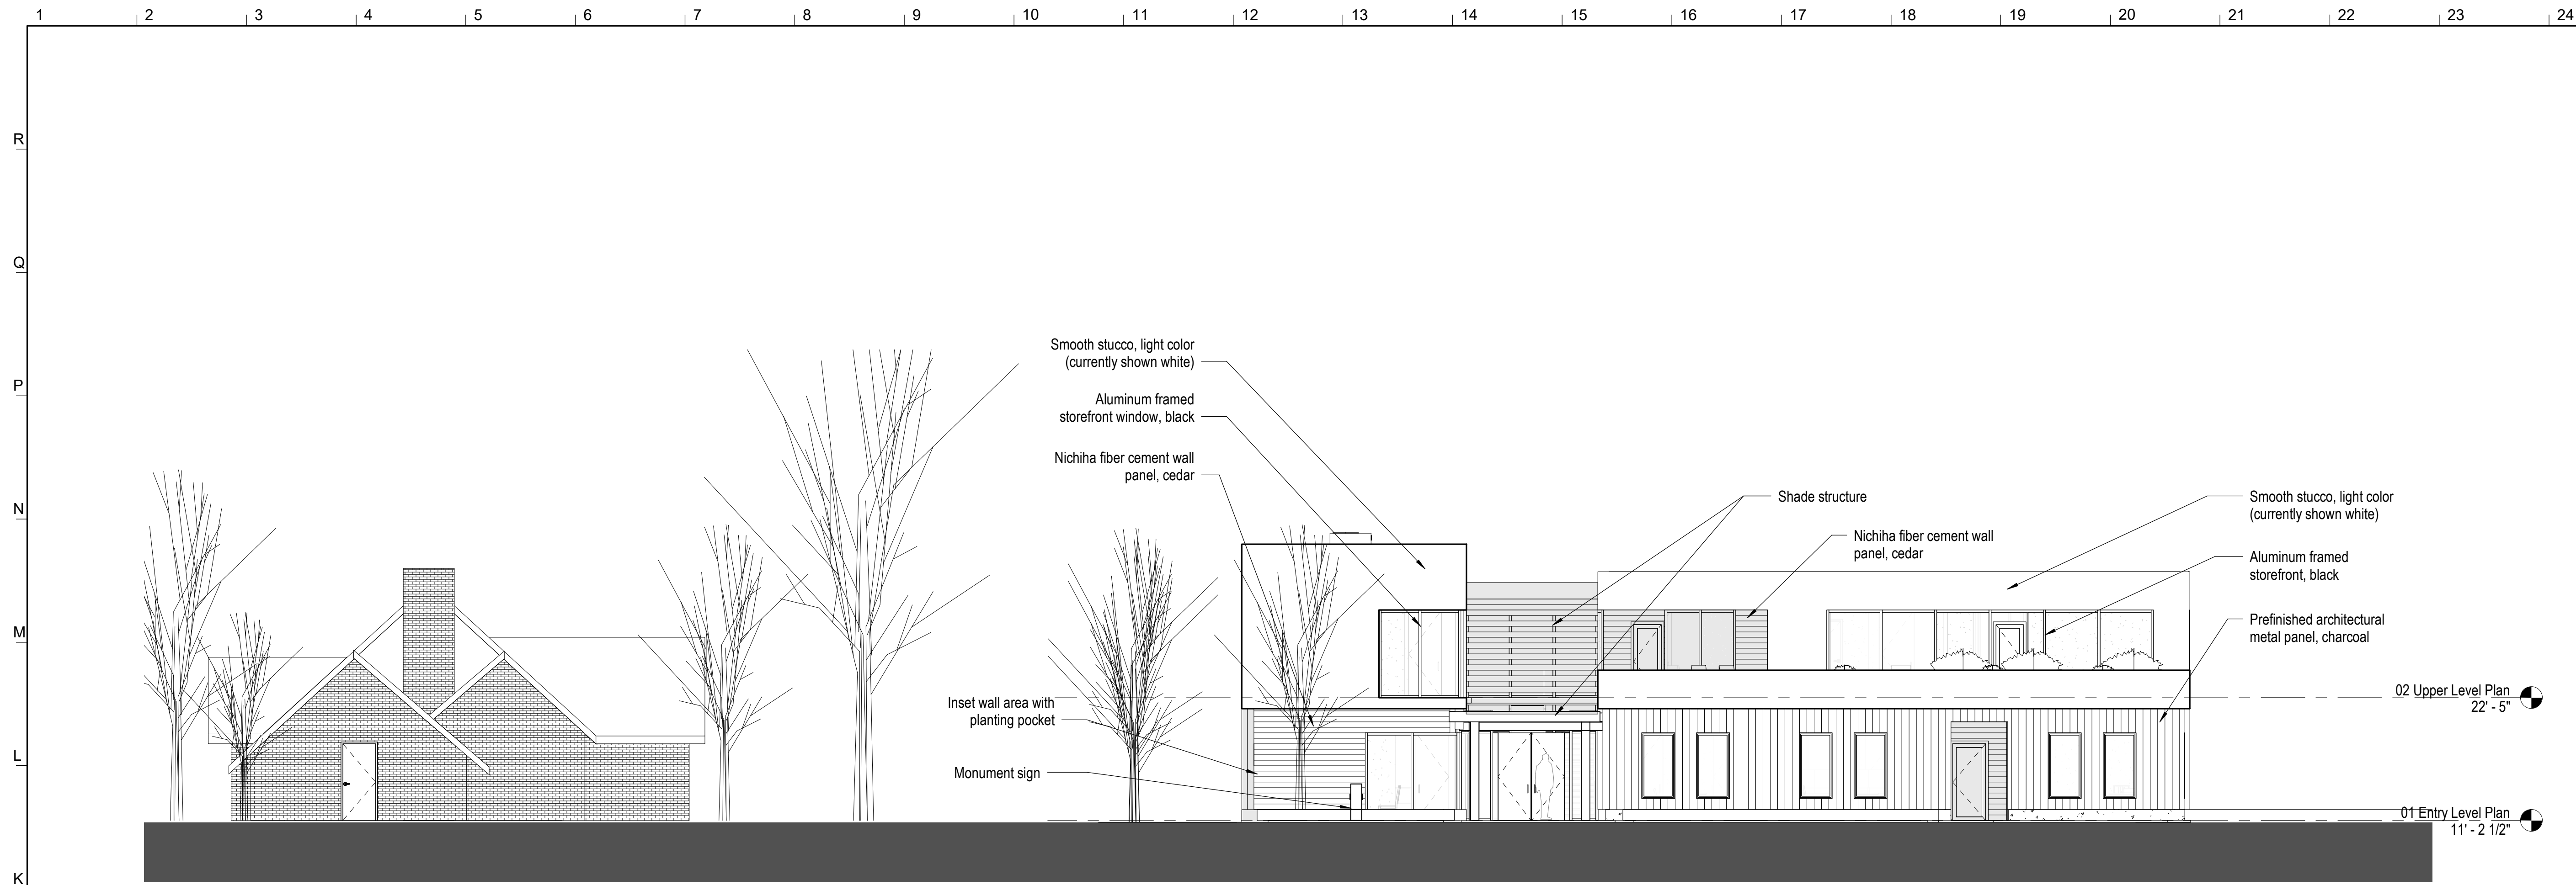 1 2 3 4 5 6 7 8 9 10 11 12 13 14 15 16 17 18 19 20 21 22 23 24
R
Q
P
N
M
L
K
Smooth stucco, light color
(currently shown white)
Aluminum framed
storefront window, black
Nichiha fiber cement wall
panel, cedar
Inset wall area with
planting pocket
Monument sign
Shade structure
Nichiha fiber cement wall
panel, cedar
Smooth stucco, light color
(currently shown white)
Aluminum framed
storefront, black
Prefinished architectural
metal panel, charcoal
02 Upper Level Plan
22' - 5"
01 Entry Level Plan
11' - 2 1/2"